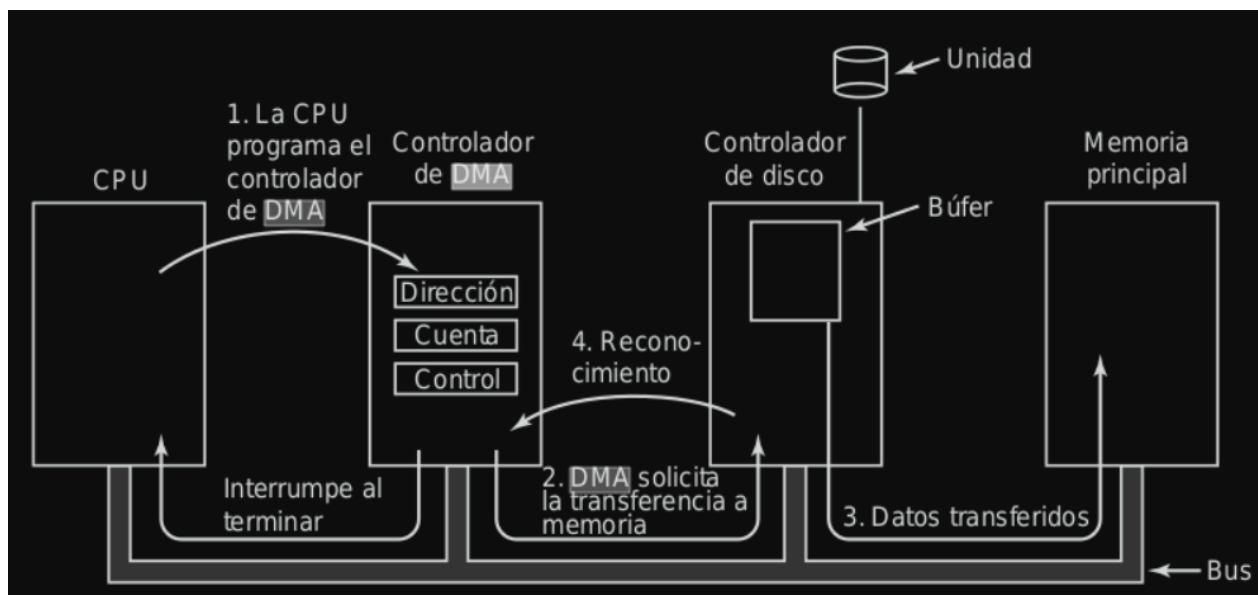 Unidad
1. La CPU
programa el
controlador
de DMA
CPU
Controlador
de DMA
Controlador
de disco
Memoria
principal
Búfer
Dirección
Cuenta
Control
4. Recono-
cimiento
Interrumpe al
terminar
2. DMA solicita
la transferencia a
memoria
3. Datos transferidos
Bus